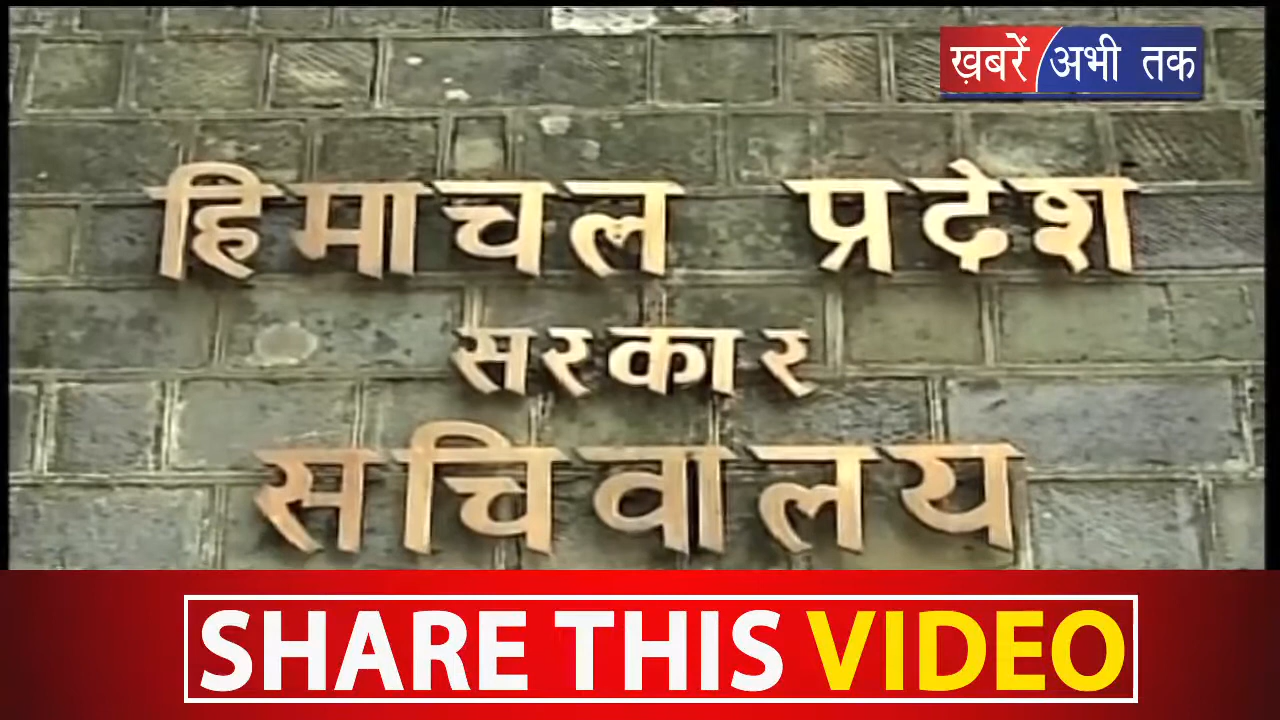 ख़बरें अभी तक
हिमाचल प्रदेश
सरकार
सचिवालय
SHARE THIS VIDEO